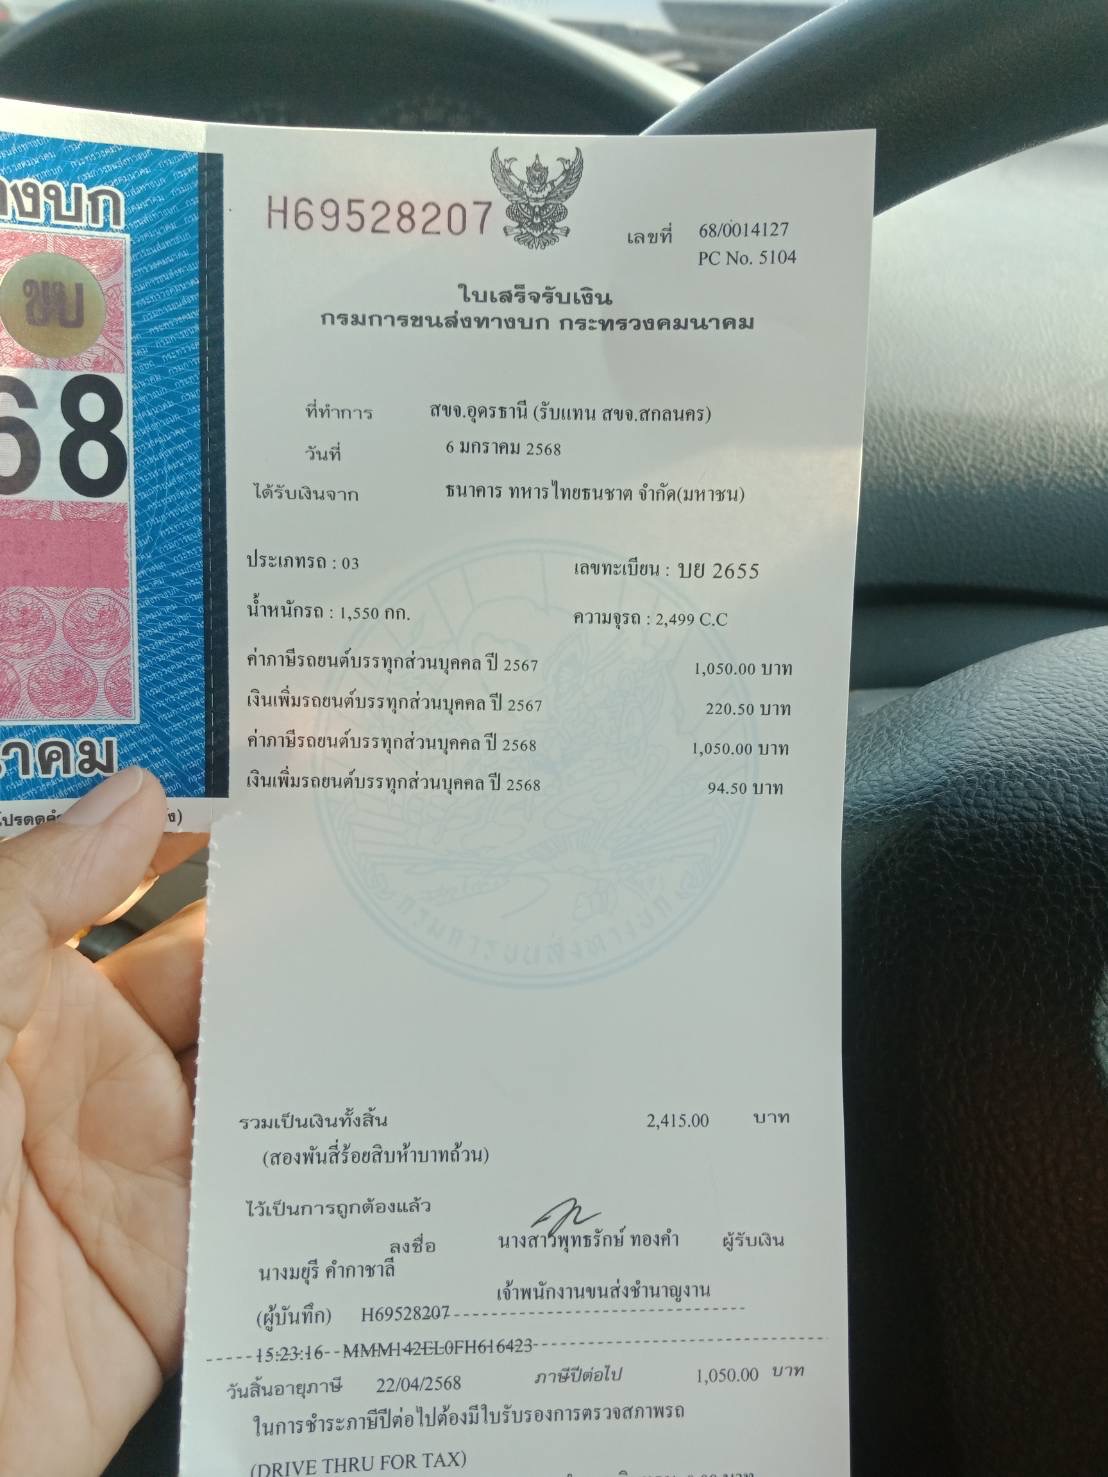 งบก
ขบ
68
าคม
H69528207
เลขที่ 68/0014127
PC No. 5104
ใบเสร็จรับเงิน
กรมการขนส่งทางบก กระทรวงคมนาคม
ที่ทำการ สขจ.อุดรธานี (รับแทน สขจ.สกลนคร)
วันที่ 6 มกราคม 2568
ได้รับเงินจาก ธนาคาร ทหารไทยธนชาต จำกัด(มหาชน)
ประเภทรถ : 03 เลขทะเบียน : บย 2655
น้ำหนักรถ : 1,550 กก. ความจุรถ : 2,499 C.C
ค่าภาษีรถยนต์บรรทุกส่วนบุคคล ปี 2567 1,050.00 บาท
เงินเพิ่มรถยนต์บรรทุกส่วนบุคคล ปี 2567 220.50 บาท
ค่าภาษีรถยนต์บรรทุกส่วนบุคคล ปี 2568 1,050.00 บาท
เงินเพิ่มรถยนต์บรรทุกส่วนบุคคล ปี 2568 94.50 บาท
กรมการขนส่งทางบก
รวมเป็นเงินทั้งสิ้น 2,415.00 บาท
(สองพันสี่ร้อยสิบห้าบาทถ้วน)
ไว้เป็นการถูกต้องแล้ว
ลงชื่อ นางสาวพุทธรักษ์ ทองคำ ผู้รับเงิน
นางมยุรี คำกาชาลี
เจ้าพนักงานขนส่งชำนาญงาน
(ผู้บันทึก) H69528207
15:23:16--MMM142EL0FH616423
วันสิ้นอายุภาษี 22/04/2568 ภาษีปีต่อไป 1,050.00 บาท
ในการชำระภาษีปีต่อไปต้องมีใบรับรองการตรวจสภาพรถ
(DRIVE THRU FOR TAX)